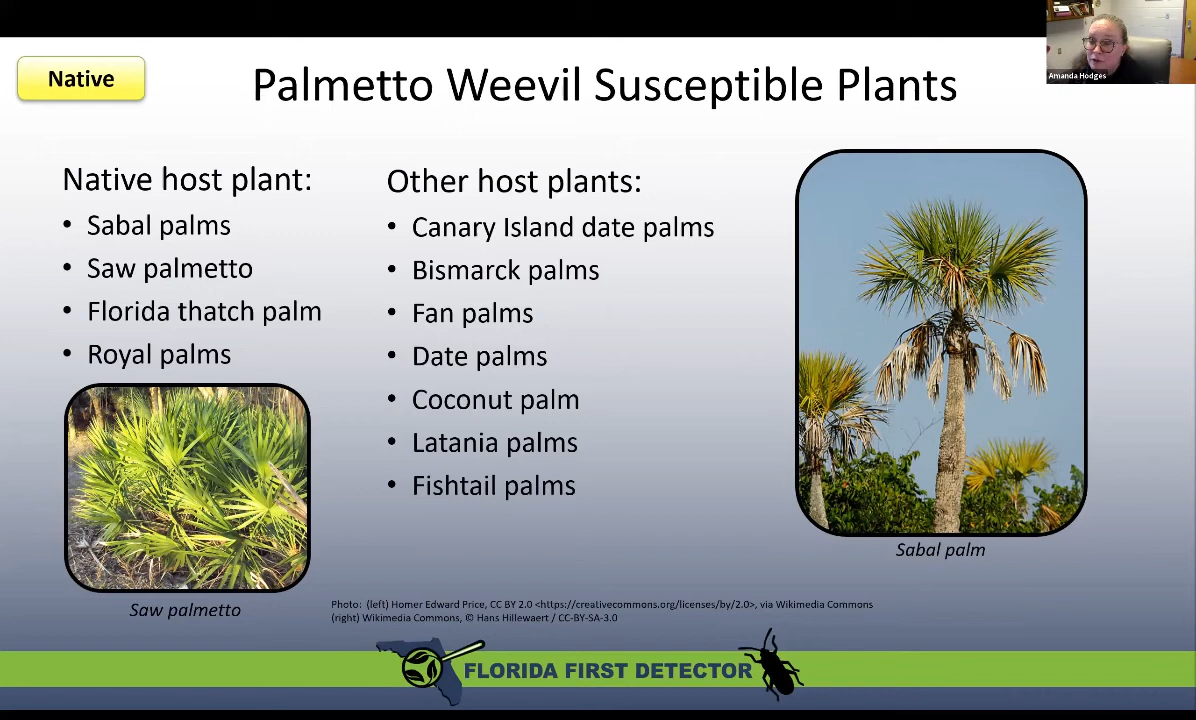 Native
Palmetto Weevil Susceptible Plants
Amanda Hodges
Native host plant:
• Sabal palms
• Saw palmetto
• Florida thatch palm
• Royal palms
Saw palmetto
Other host plants:
• Canary Island date palms
• Bismarck palms
• Fan palms
• Date palms
• Coconut palm
• Latania palms
• Fishtail palms
Sabal palm
Photo: (left) Homer Edward Price, CC BY 2.0 <https://creativecommons.org/licenses/by/2.0>, via Wikimedia Commons
(right) Wikimedia Commons, © Hans Hillewaert / CC-BY-SA-3.0
FLORIDA FIRST DETECTOR